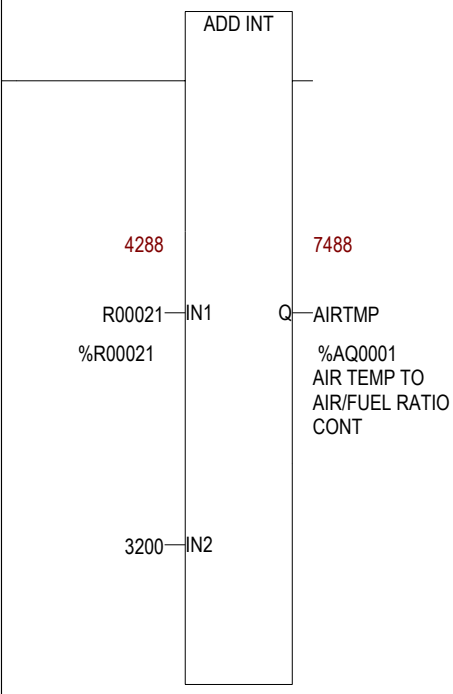 ADD INT
4288
7488
R00021 IN1 Q AIRTMP
%R00021
%AQ0001
AIR TEMP TO
AIR/FUEL RATIO
CONT
3200 IN2